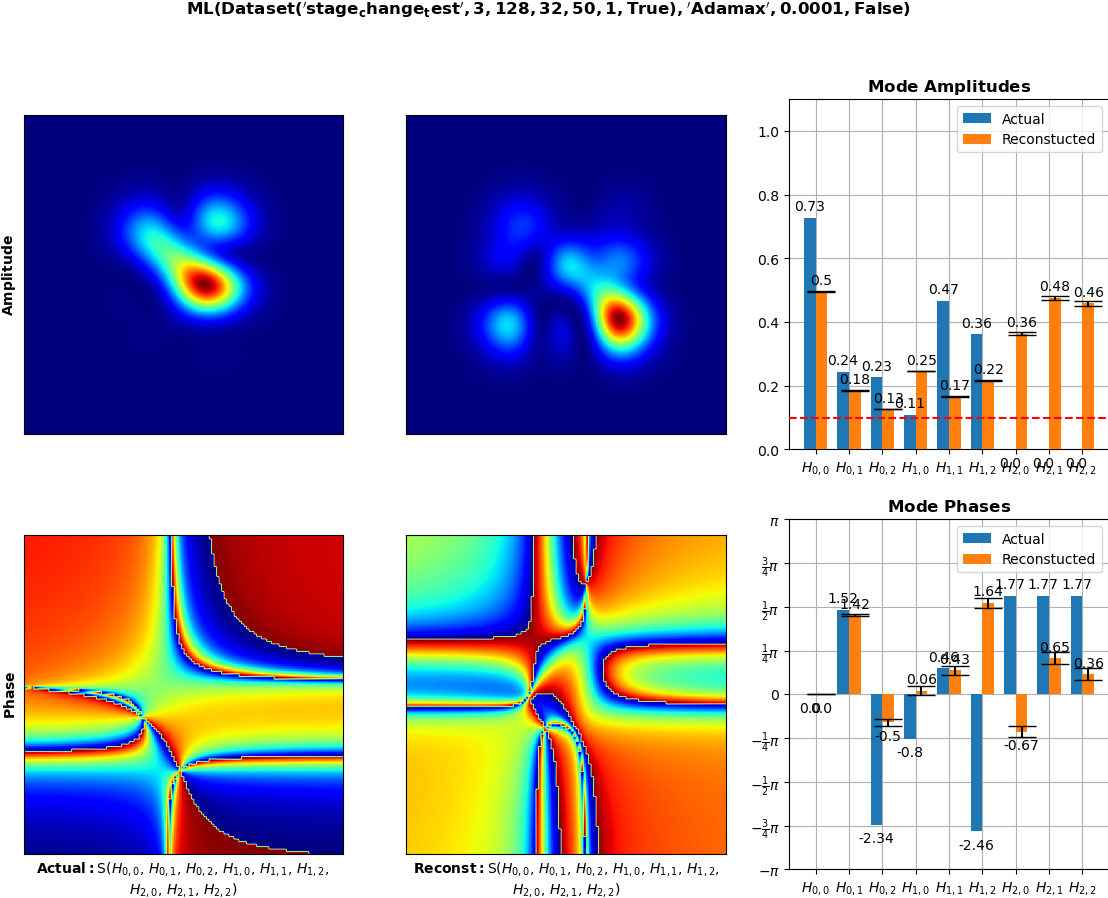 ML(Dataset('stage_change_test', 3, 128, 32, 50, 1, True), 'Adamax', 0.0001, False)
Amplitude
Mode Amplitudes
Actual
Reconstucted
1.0
0.8
0.6
0.4
0.2
0.0
0.73
0.5
0.24
0.18
0.23
0.13
0.11
0.25
0.47
0.17
0.36
0.22
0.0
0.36
0.0
0.48
0.0
0.46
H0,0 H0,1 H0,2 H1,0 H1,1 H1,2 H2,0 H2,1 H2,2
Phase
Mode Phases
Actual
Reconstucted
π
3/4π
1/2π
1/4π
0
−1/4π
−1/2π
−3/4π
−π
0.0
0.0
1.52
1.42
-2.34
-0.5
-0.8
0.06
0.46
0.43
-2.46
1.64
1.77
-0.67
1.77
0.65
1.77
0.36
H0,0 H0,1 H0,2 H1,0 H1,1 H1,2 H2,0 H2,1 H2,2
Actual: S(H0,0, H0,1, H0,2, H1,0, H1,1, H1,2,
H2,0, H2,1, H2,2)
Reconst: S(H0,0, H0,1, H0,2, H1,0, H1,1, H1,2,
H2,0, H2,1, H2,2)